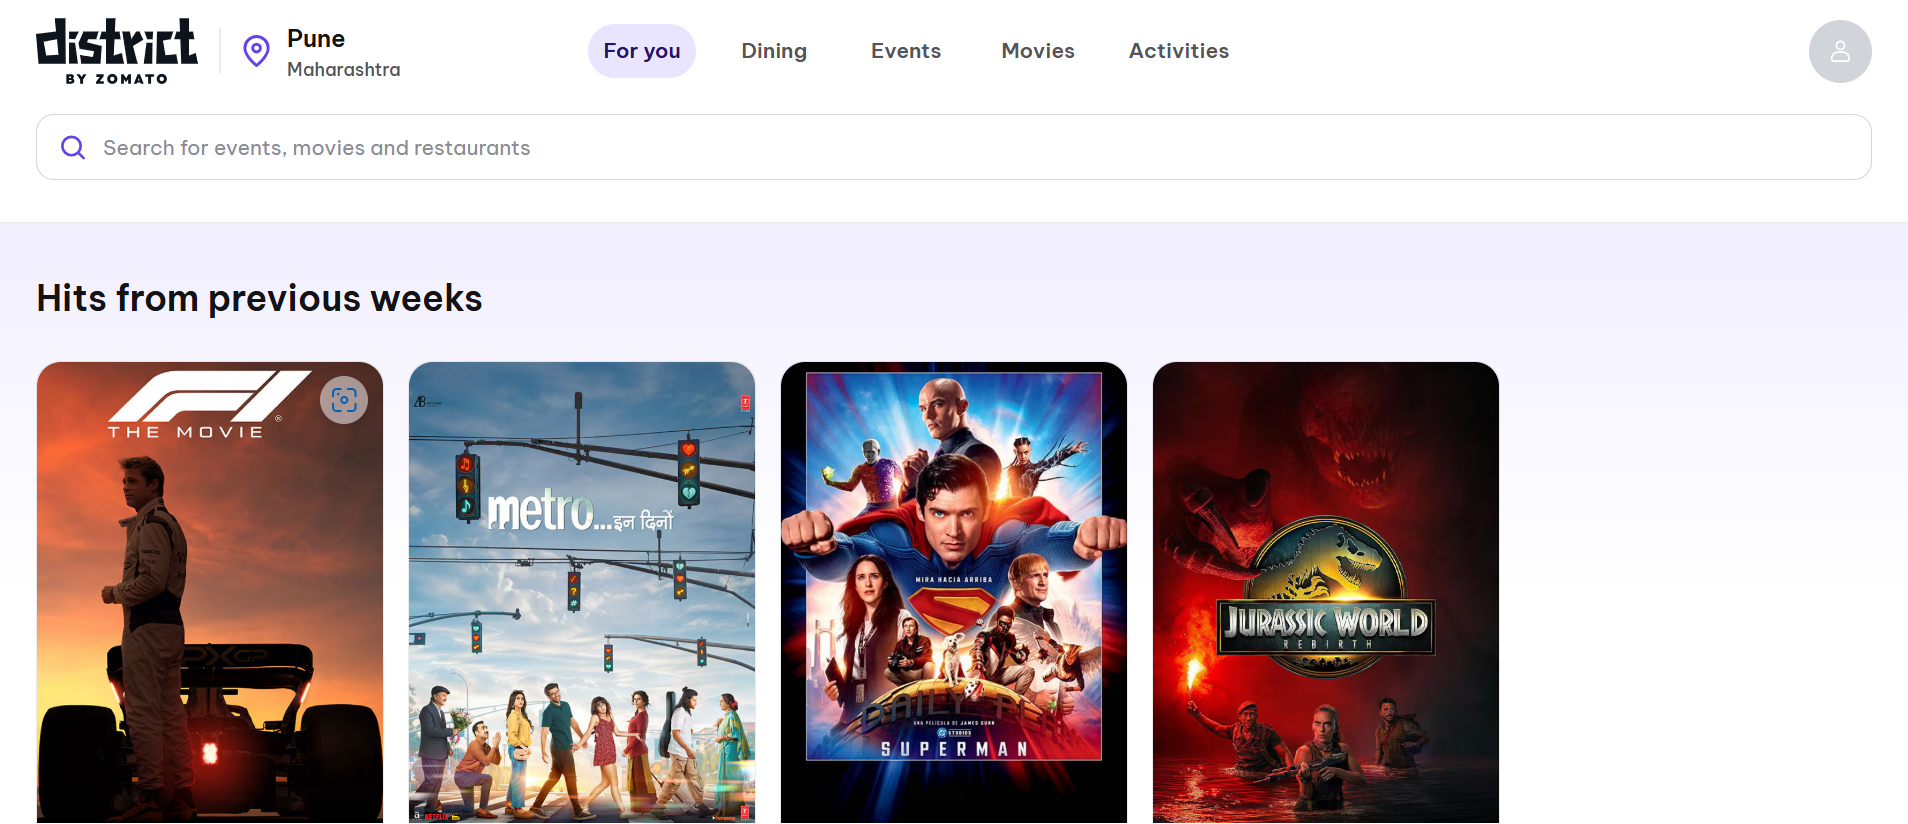 district
BY ZOMATO
Pune
Maharashtra
For you
Dining
Events
Movies
Activities
Search for events, movies and restaurants
Hits from previous weeks
F1
®
THE MOVIE
metro...इन दिनों
NETFLIX
MIRA HACIA ARRIBA
DAILY PL
UNA PELÍCULA DE JAMES GUNN
STUDIOS
SUPERMAN
JURASSIC WORLD
REBIRTH